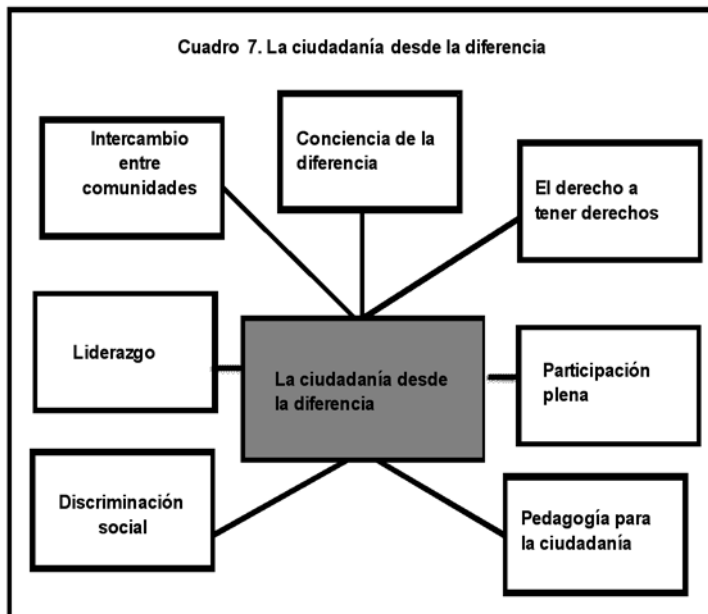 Cuadro 7. La ciudadanía desde la diferencia
Intercambio
entre
comunidades
Conciencia de la
diferencia
El derecho a
tener derechos
Liderazgo
La ciudadanía desde
la diferencia
Participación
plena
Discriminación
social
Pedagogía para
la ciudadanía